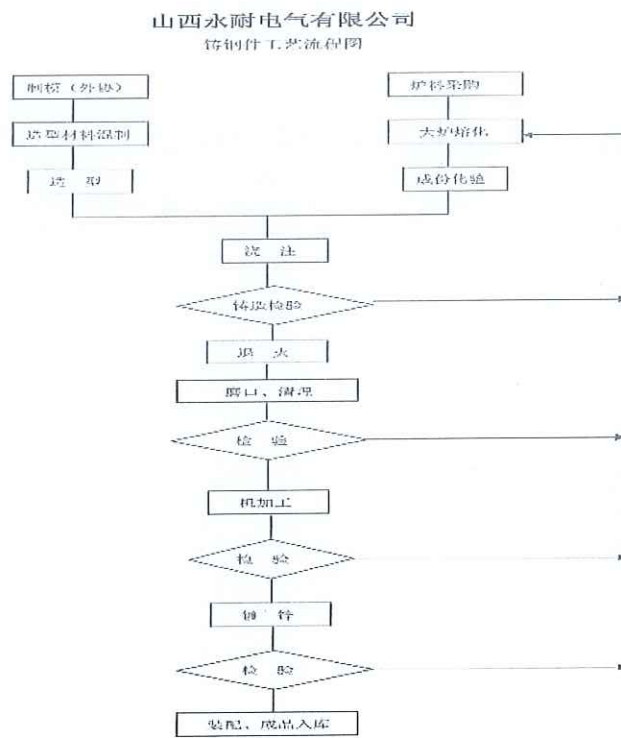 山西永耐电气有限公司
铸钢件工艺流程图
制模（外协）
炉料采购
造型材料混制
大炉熔化
造 型
成份化验
浇 注
铸造检验
退 火
磨口、清理
检 验
机加工
检 验
镀 锌
检 验
装配、成品入库